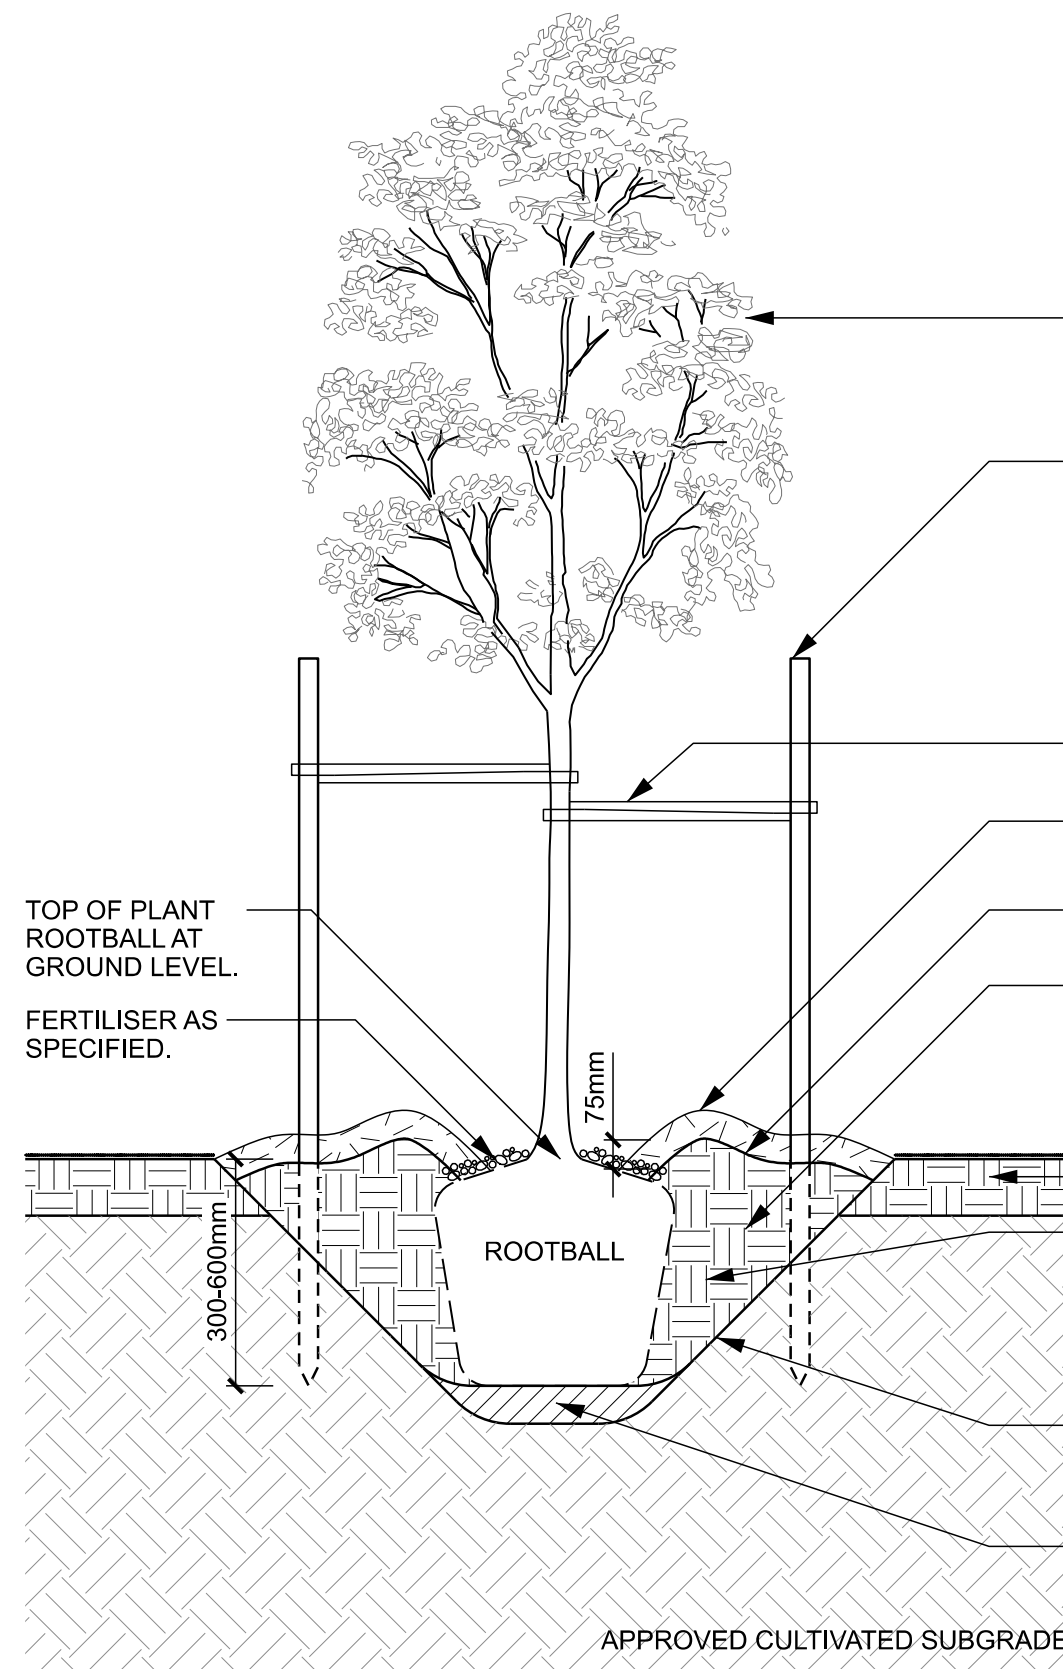 TOP OF PLANT
ROOTBALL AT
GROUND LEVEL.
FERTILISER AS
SPECIFIED.
75mm
300-600mm
ROOTBALL
APPROVED CULTIVATED SUBGRADE